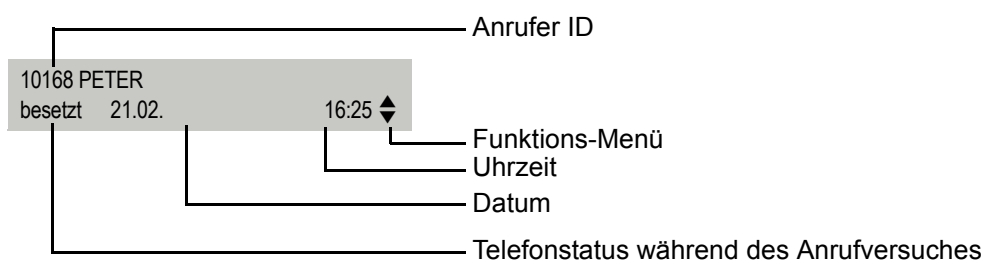 Anrufer ID
10168 PETER
besetzt 21.02. 16:25
Funktions-Menü
Uhrzeit
Datum
Telefonstatus während des Anrufversuches